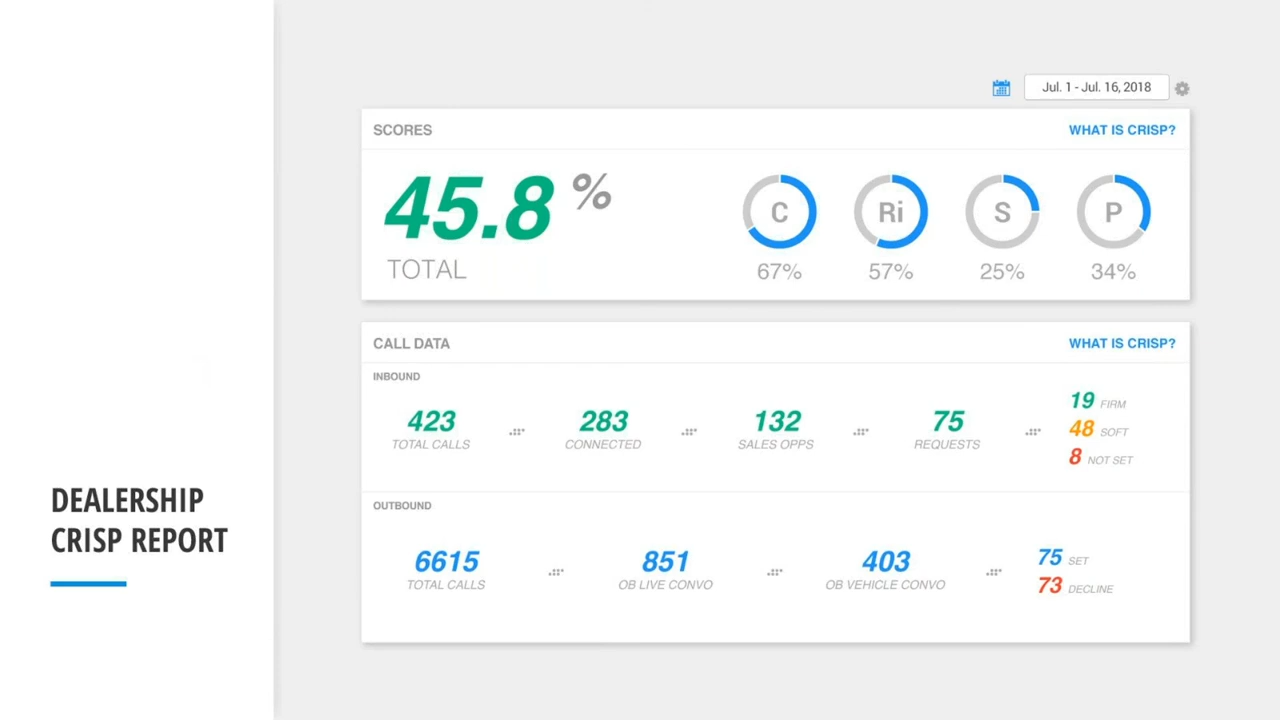 Jul. 1 - Jul. 16, 2018
SCORES
WHAT IS CRISP?
45.8 %
TOTAL
C
Ri
S
P
67%
57%
25%
34%
CALL DATA
WHAT IS CRISP?
INBOUND
423
TOTAL CALLS
283
CONNECTED
132
SALES OPPS
75
REQUESTS
19 FIRM
48 SOFT
8 NOT SET
OUTBOUND
6615
TOTAL CALLS
851
OB LIVE CONVO
403
OB VEHICLE CONVO
75 SET
73 DECLINE
DEALERSHIP
CRISP REPORT